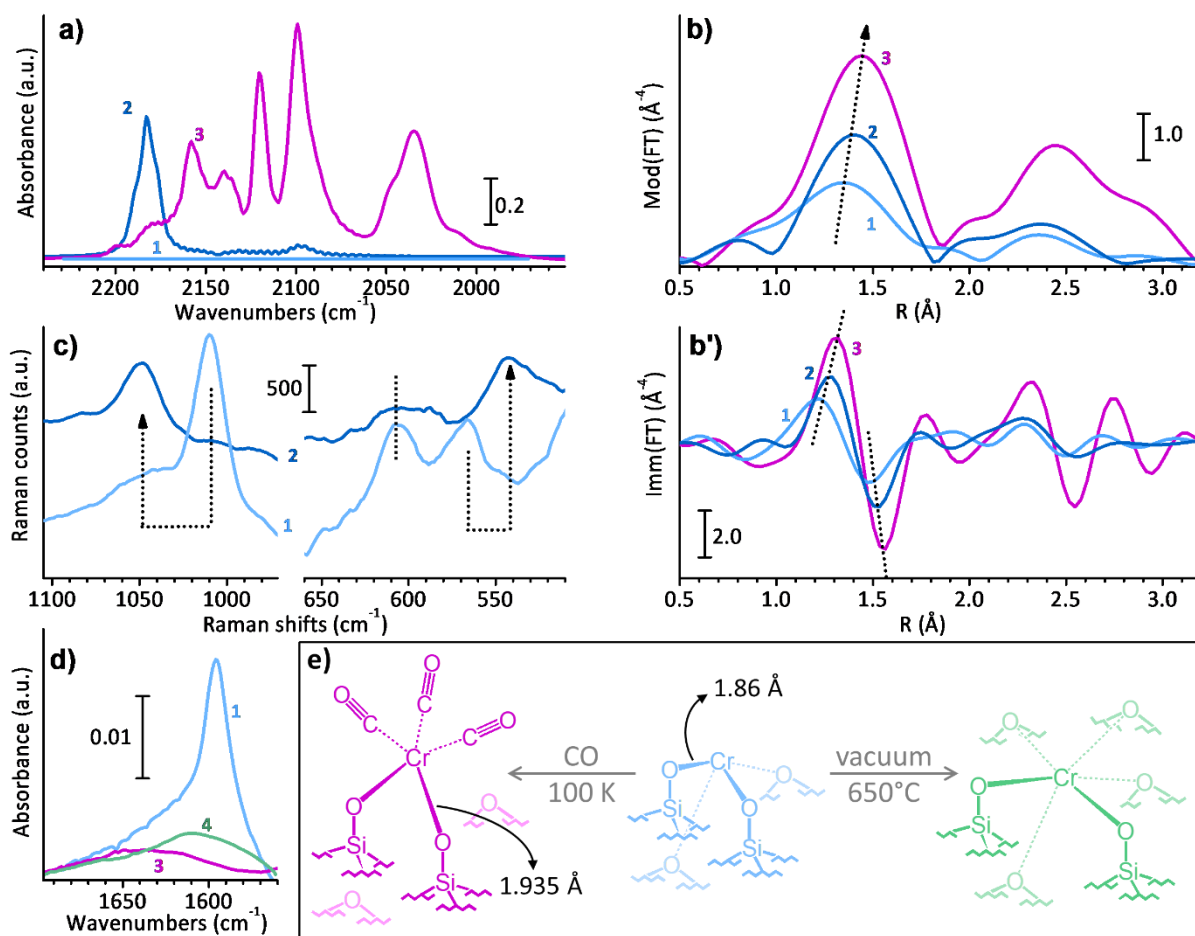 a)
Absorbance (a.u.)
2
3
1
0.2
2200 2150 2100 2050 2000
Wavenumbers (cm⁻¹)
b)
Mod(FT) (Å⁻⁴)
3
2
1
1.0
0.5 1.0 1.5 2.0 2.5 3.0
R (Å)
c)
Raman counts (a.u.)
500
2
1
1100 1050 1000 650 600 550
Raman shifts (cm⁻¹)
b')
Imm(FT) (Å⁻⁴)
3
2
1
2.0
0.5 1.0 1.5 2.0 2.5 3.0
R (Å)
d)
Absorbance (a.u.)
0.01
1
4
3
1650 1600
Wavenumbers (cm⁻¹)
e)
O
C
O
C
C
O
Cr
O
O
Si
Si
O
O
1.935 Å
CO
100 K
1.86 Å
Cr
O
O
O
Si
Si
O
vacuum
650°C
O
O
Cr
O
O
O
Si
Si
O